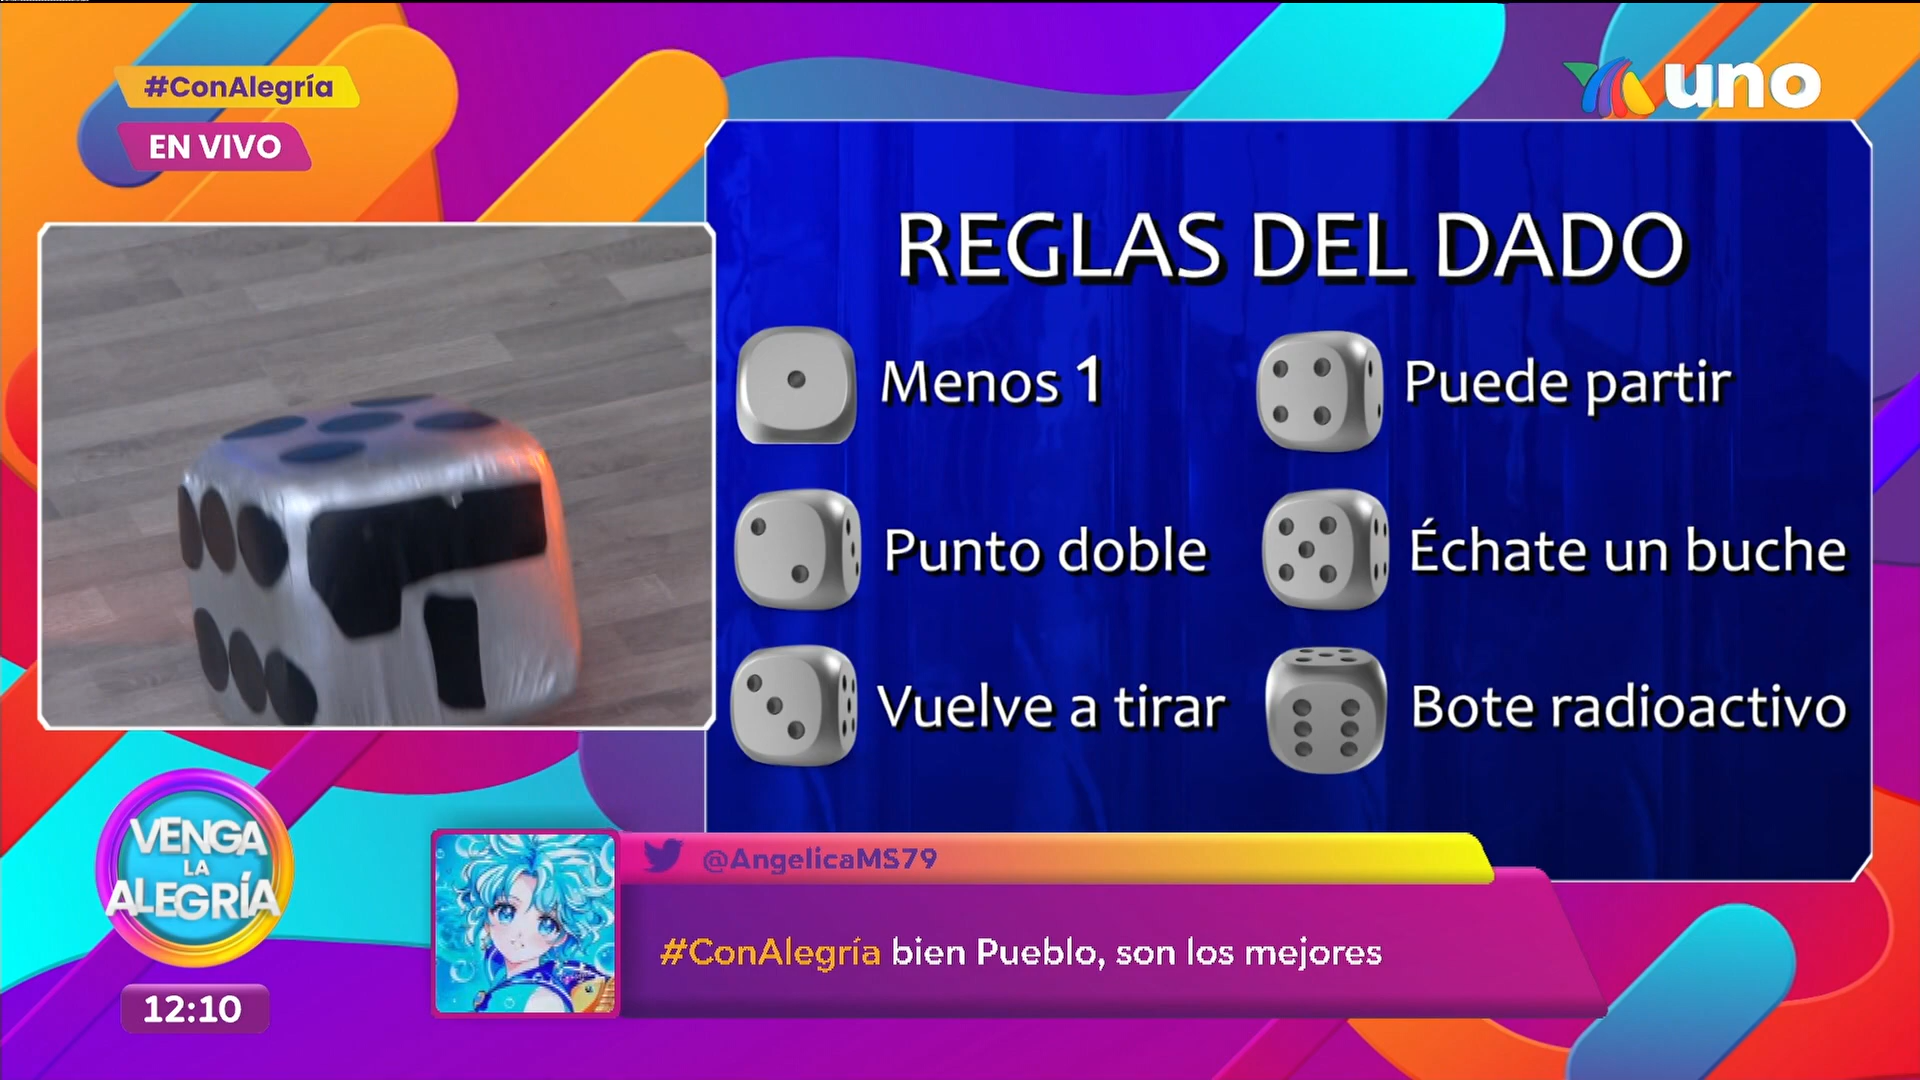 #ConAlegría
EN VIVO
uno
REGLAS DEL DADO
Menos 1
Puede partir
Punto doble
Échate un buche
Vuelve a tirar
Bote radioactivo
VENGA
LA
ALEGRÍA
@AngelicaMS79
#ConAlegría bien Pueblo, son los mejores
12:10